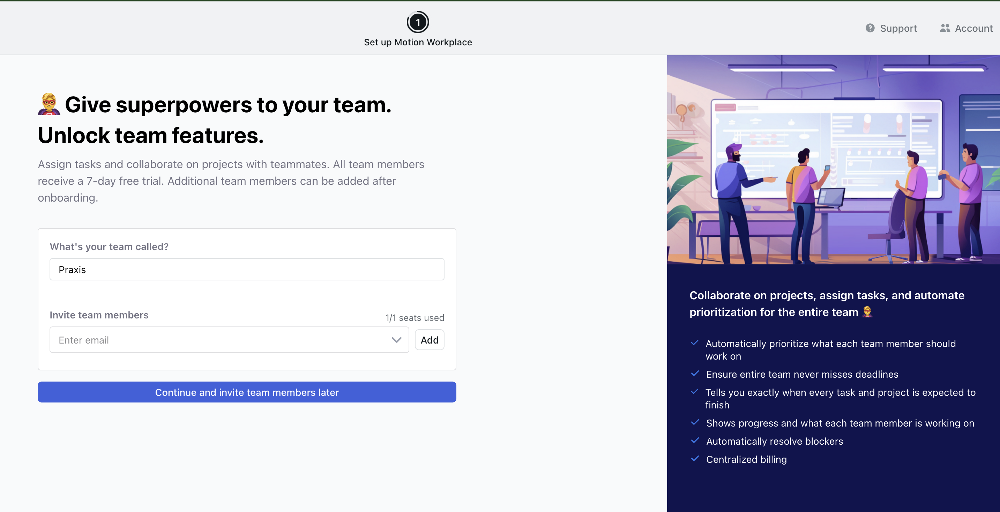 1
Set up Motion Workplace
Support
Account
Give superpowers to your team.
Unlock team features.
Assign tasks and collaborate on projects with teammates. All team members
receive a 7-day free trial. Additional team members can be added after
onboarding.
What's your team called?
Praxis
Invite team members
1/1 seats used
Enter email
Add
Continue and invite team members later
Collaborate on projects, assign tasks, and automate
prioritization for the entire team
Automatically prioritize what each team member should
work on
Ensure entire team never misses deadlines
Tells you exactly when every task and project is expected to
finish
Shows progress and what each team member is working on
Automatically resolve blockers
Centralized billing